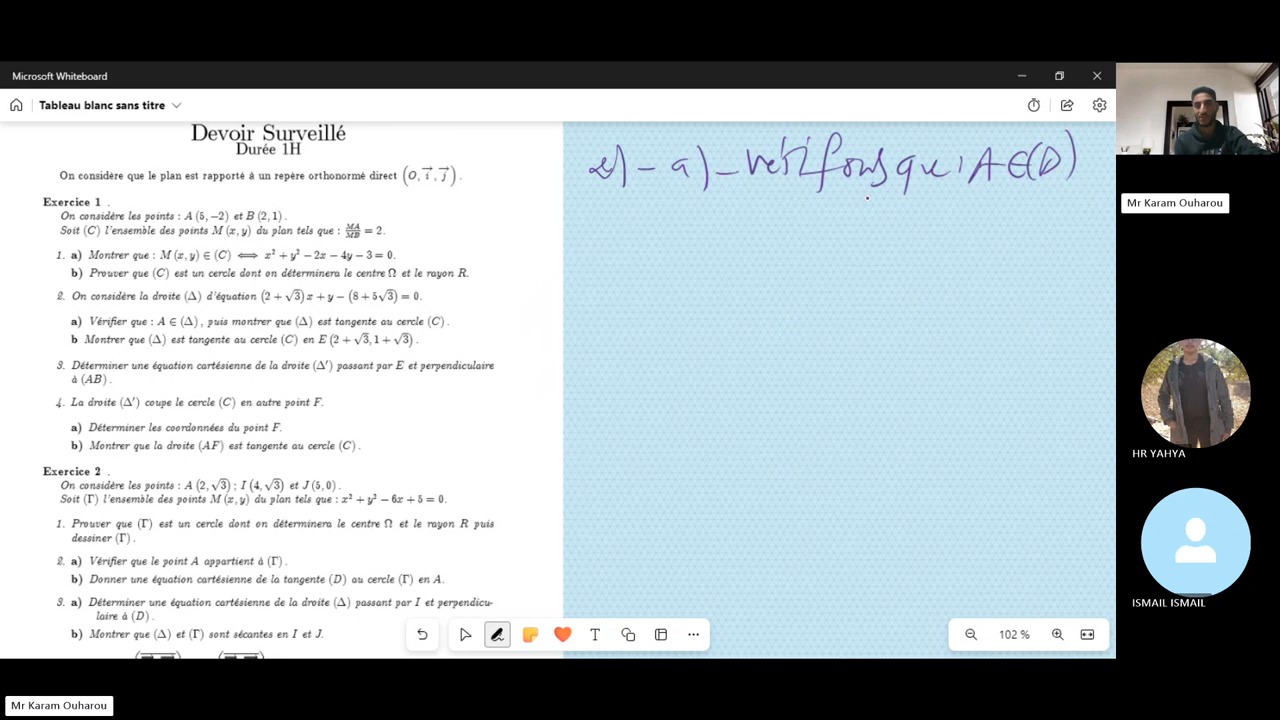 Microsoft Whiteboard
Tableau blanc sans titre
Devoir Surveillé
Durée 1H
On considère que le plan est rapporté à un repère orthonormé direct (O, i⃗, j⃗).
Exercice 1 .
On considère les points : A (5, −2) et B (2, 1) .
Soit (C) l'ensemble des points M (x, y) du plan tels que : MA/MB = 2.
1. a) Montrer que : M (x, y) ∈ (C) ⟺ x² + y² − 2x − 4y − 3 = 0.
b) Prouver que (C) est un cercle dont on déterminera le centre Ω et le rayon R.
2. On considère la droite (Δ) d'équation (2 + √3) x + y − (8 + 5√3) = 0.
a) Vérifier que : A ∈ (Δ) , puis montrer que (Δ) est tangente au cercle (C) .
b Montrer que (Δ) est tangente au cercle (C) en E (2 + √3, 1 + √3) .
3. Déterminer une équation cartésienne de la droite (Δ′) passant par E et perpendiculaire
à (AB) .
4. La droite (Δ′) coupe le cercle (C) en autre point F.
a) Déterminer les coordonnées du point F.
b) Montrer que la droite (AF) est tangente au cercle (C) .
Exercice 2 .
On considère les points : A (2, √3) ; I (4, √3) et J (5, 0) .
Soit (Γ) l'ensemble des points M (x, y) du plan tels que : x² + y² − 6x + 5 = 0.
1. Prouver que (Γ) est un cercle dont on déterminera le centre Ω et le rayon R puis
dessiner (Γ) .
2. a) Vérifier que le point A appartient à (Γ) .
b) Donner une équation cartésienne de la tangente (D) au cercle (Γ) en A.
3. a) Déterminer une équation cartésienne de la droite (Δ) passant par I et perpendicu-
laire à (D) .
b) Montrer que (Δ) et (Γ) sont sécantes en I et J.
2) - a) - vérifons que : A ∈ (D)
102 %
Mr Karam Ouharou
HR YAHYA
ISMAIL ISMAIL
Mr Karam Ouharou